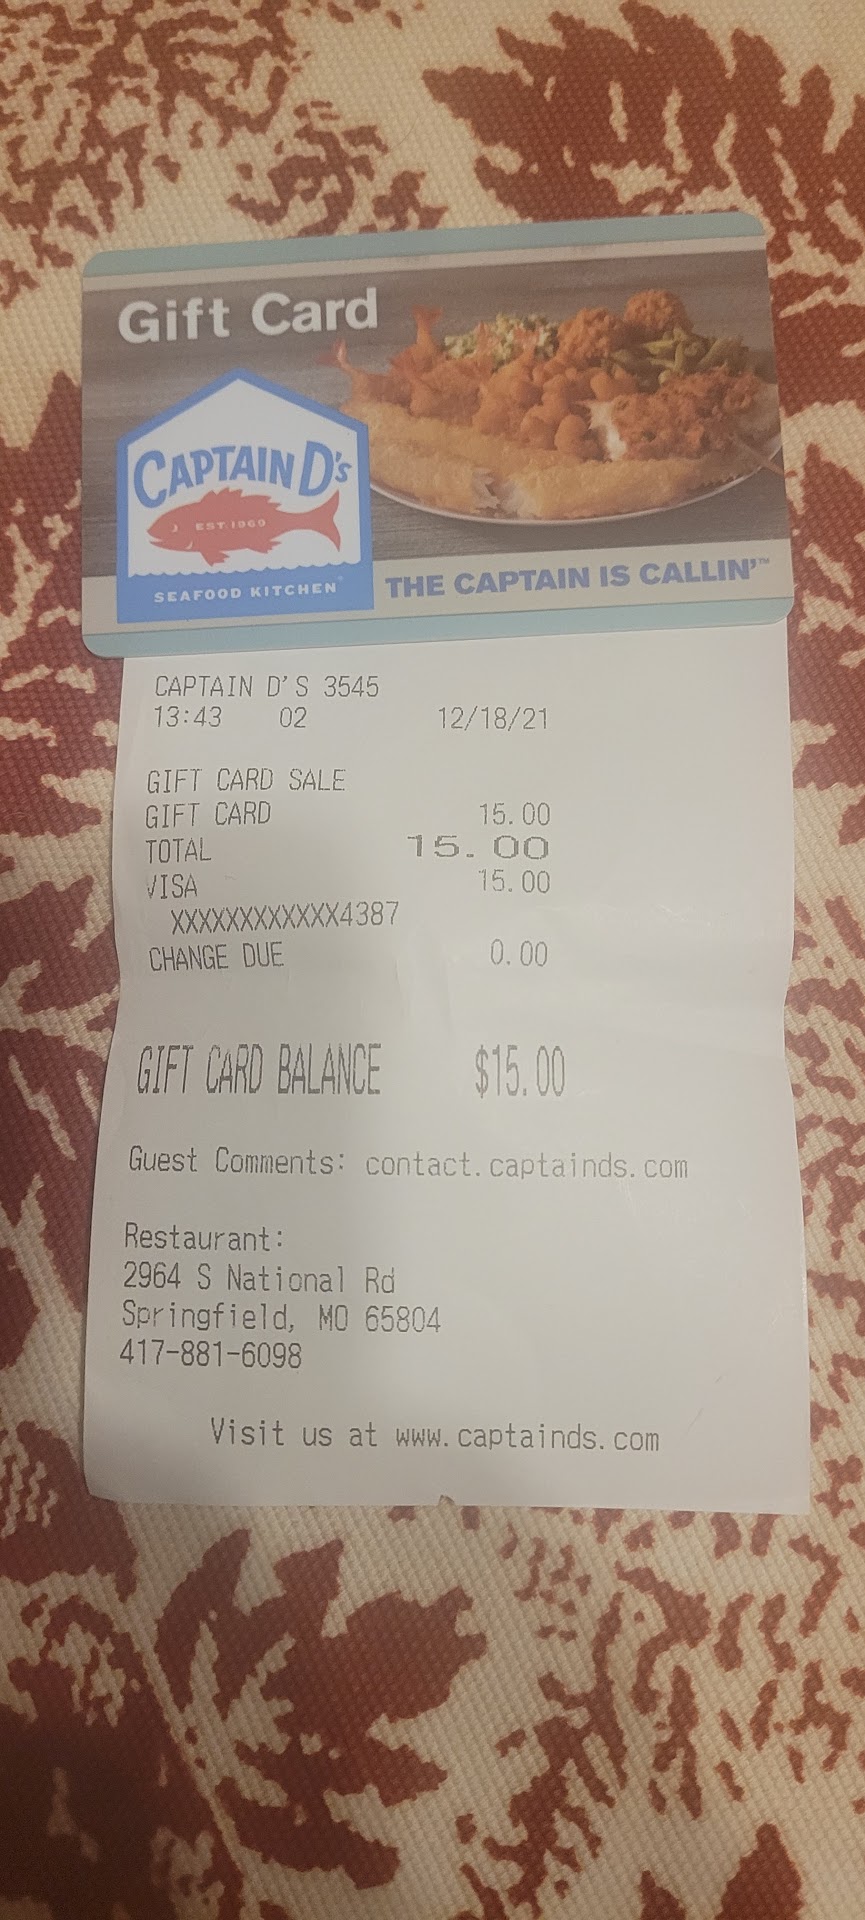 Gift Card
CAPTAIN D's
EST. 1969
SEAFOOD KITCHEN®
THE CAPTAIN IS CALLIN'™
CAPTAIN D'S 3545
13:43 02 12/18/21
GIFT CARD SALE
GIFT CARD 15.00
TOTAL 15.00
VISA 15.00
XXXXXXXXXXXX4387
CHANGE DUE 0.00
GIFT CARD BALANCE $15.00
Guest Comments: contact.captainds.com
Restaurant:
2964 S National Rd
Springfield, MO 65804
417-881-6098
Visit us at www.captainds.com